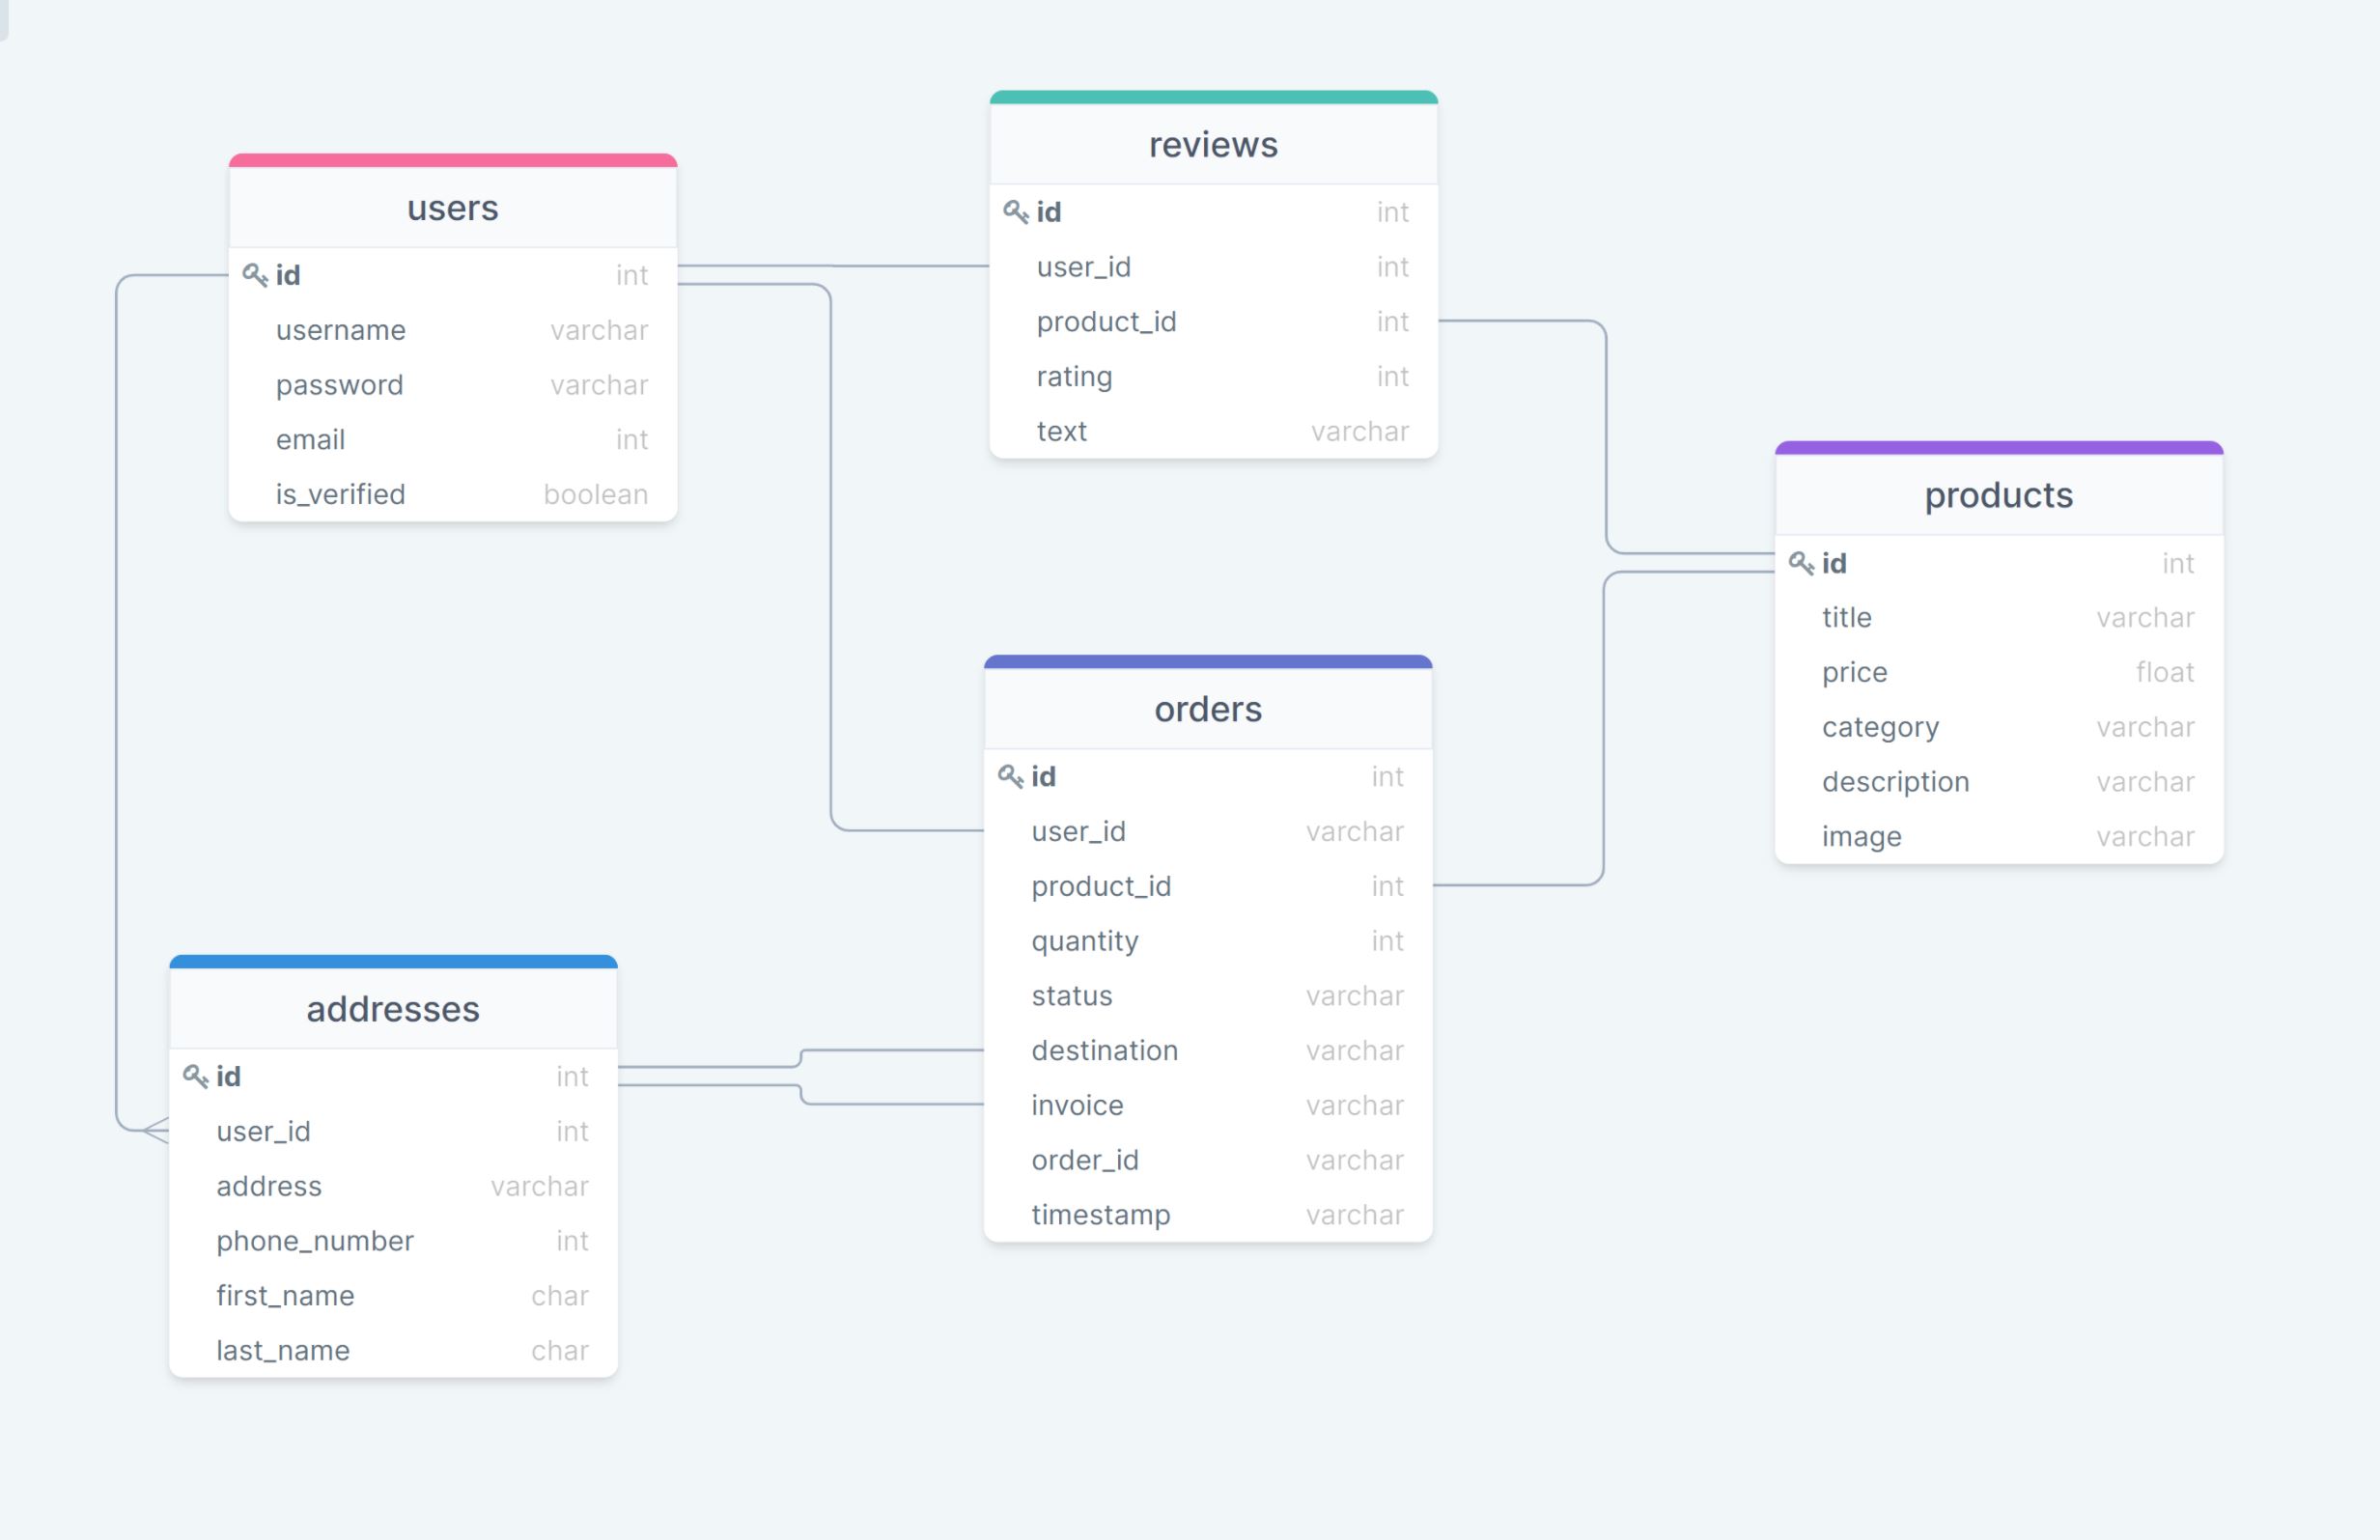 users
id int
username varchar
password varchar
email int
is_verified boolean
reviews
id int
user_id int
product_id int
rating int
text varchar
products
id int
title varchar
price float
category varchar
description varchar
image varchar
orders
id int
user_id varchar
product_id int
quantity int
status varchar
destination varchar
invoice varchar
order_id varchar
timestamp varchar
addresses
id int
user_id int
address varchar
phone_number int
first_name char
last_name char